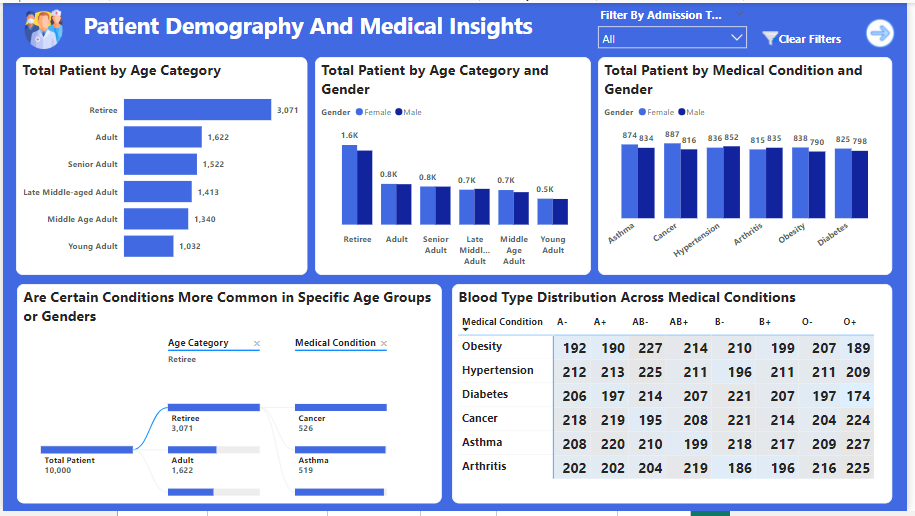 Patient Demography And Medical Insights
Filter By Admission T...
All
Clear Filters
Total Patient by Age Category
Retiree 3,071
Adult 1,622
Senior Adult 1,522
Late Middle-aged Adult 1,413
Middle Age Adult 1,340
Young Adult 1,032
Total Patient by Age Category and
Gender
Gender Female Male
1.6K
0.8K 0.8K 0.7K 0.7K
0.5K
Retiree Adult Senior Late Middle Young
Adult Middl... Age Adult
Adult Adult
Total Patient by Medical Condition and
Gender
Gender Female Male
874 834 887 816 836 852 815 835 838 790 825 798
Asthma Cancer Hypertension Arthritis Obesity Diabetes
Are Certain Conditions More Common in Specific Age Groups
or Genders
Age Category Medical Condition
Retiree
Retiree Cancer
3,071 526
Total Patient Adult Asthma
10,000 1,622 519
Blood Type Distribution Across Medical Conditions
Medical Condition A- A+ AB- AB+ B- B+ O- O+
Obesity 192 190 227 214 210 199 207 189
Hypertension 212 213 225 211 196 211 211 209
Diabetes 206 197 214 207 221 207 197 174
Cancer 218 219 195 208 221 214 204 224
Asthma 208 220 210 199 218 217 209 227
Arthritis 202 202 204 219 186 196 216 225